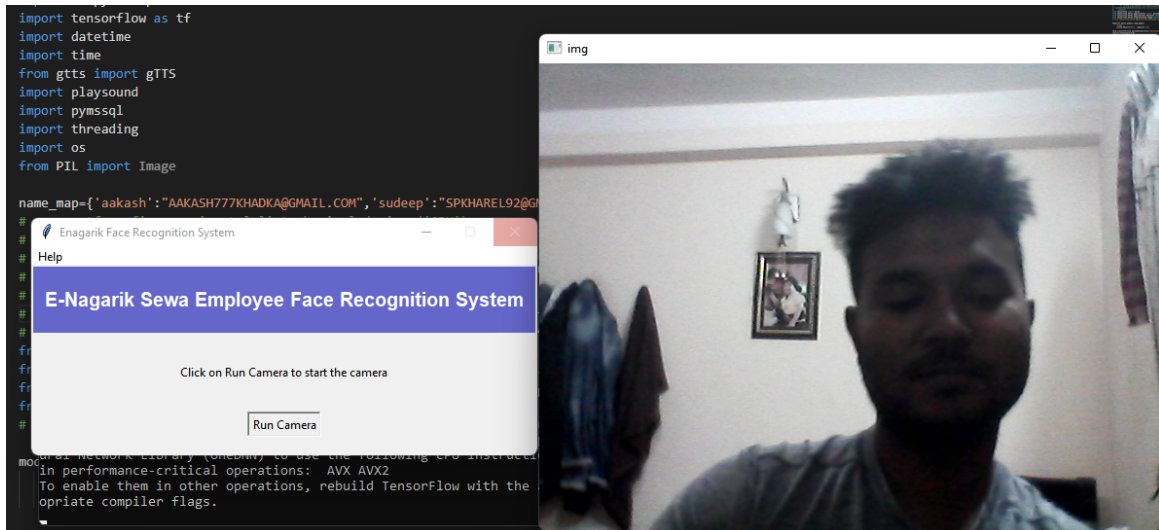 import tensorflow as tf
import datetime
import time
from gtts import gTTS
import playsound
import pymssql
import threading
import os
from PIL import Image
name_map={'aakash':"AAKASH777KHADKA@GMAIL.COM",'sudeep':"SPKHAREL92@GM
#
Enagarik Face Recognition System
Help
E-Nagarik Sewa Employee Face Recognition System
Click on Run Camera to start the camera
Run Camera
in performance-critical operations:  AVX AVX2
To enable them in other operations, rebuild TensorFlow with the
opriate compiler flags.
img